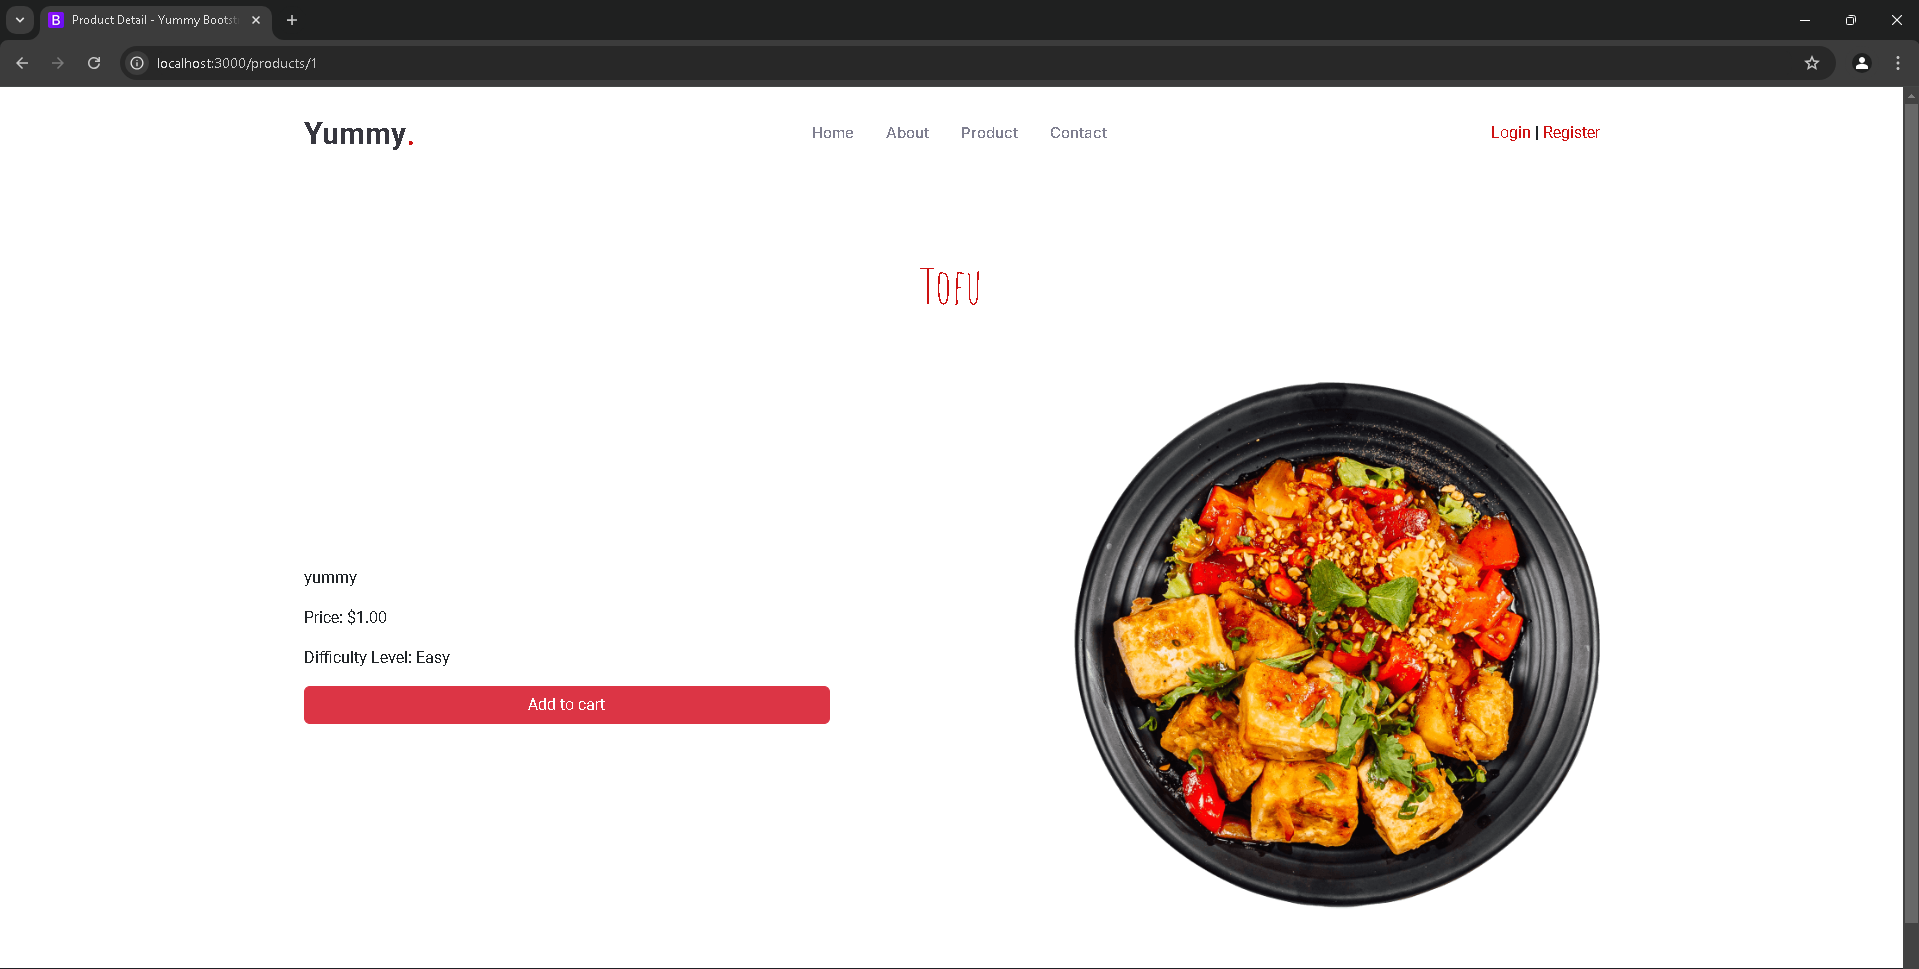 Product Detail - Yummy Bootst
localhost:3000/products/1
Yummy.
Home About Product Contact
Login | Register
Tofu
yummy
Price: $1.00
Difficulty Level: Easy
Add to cart